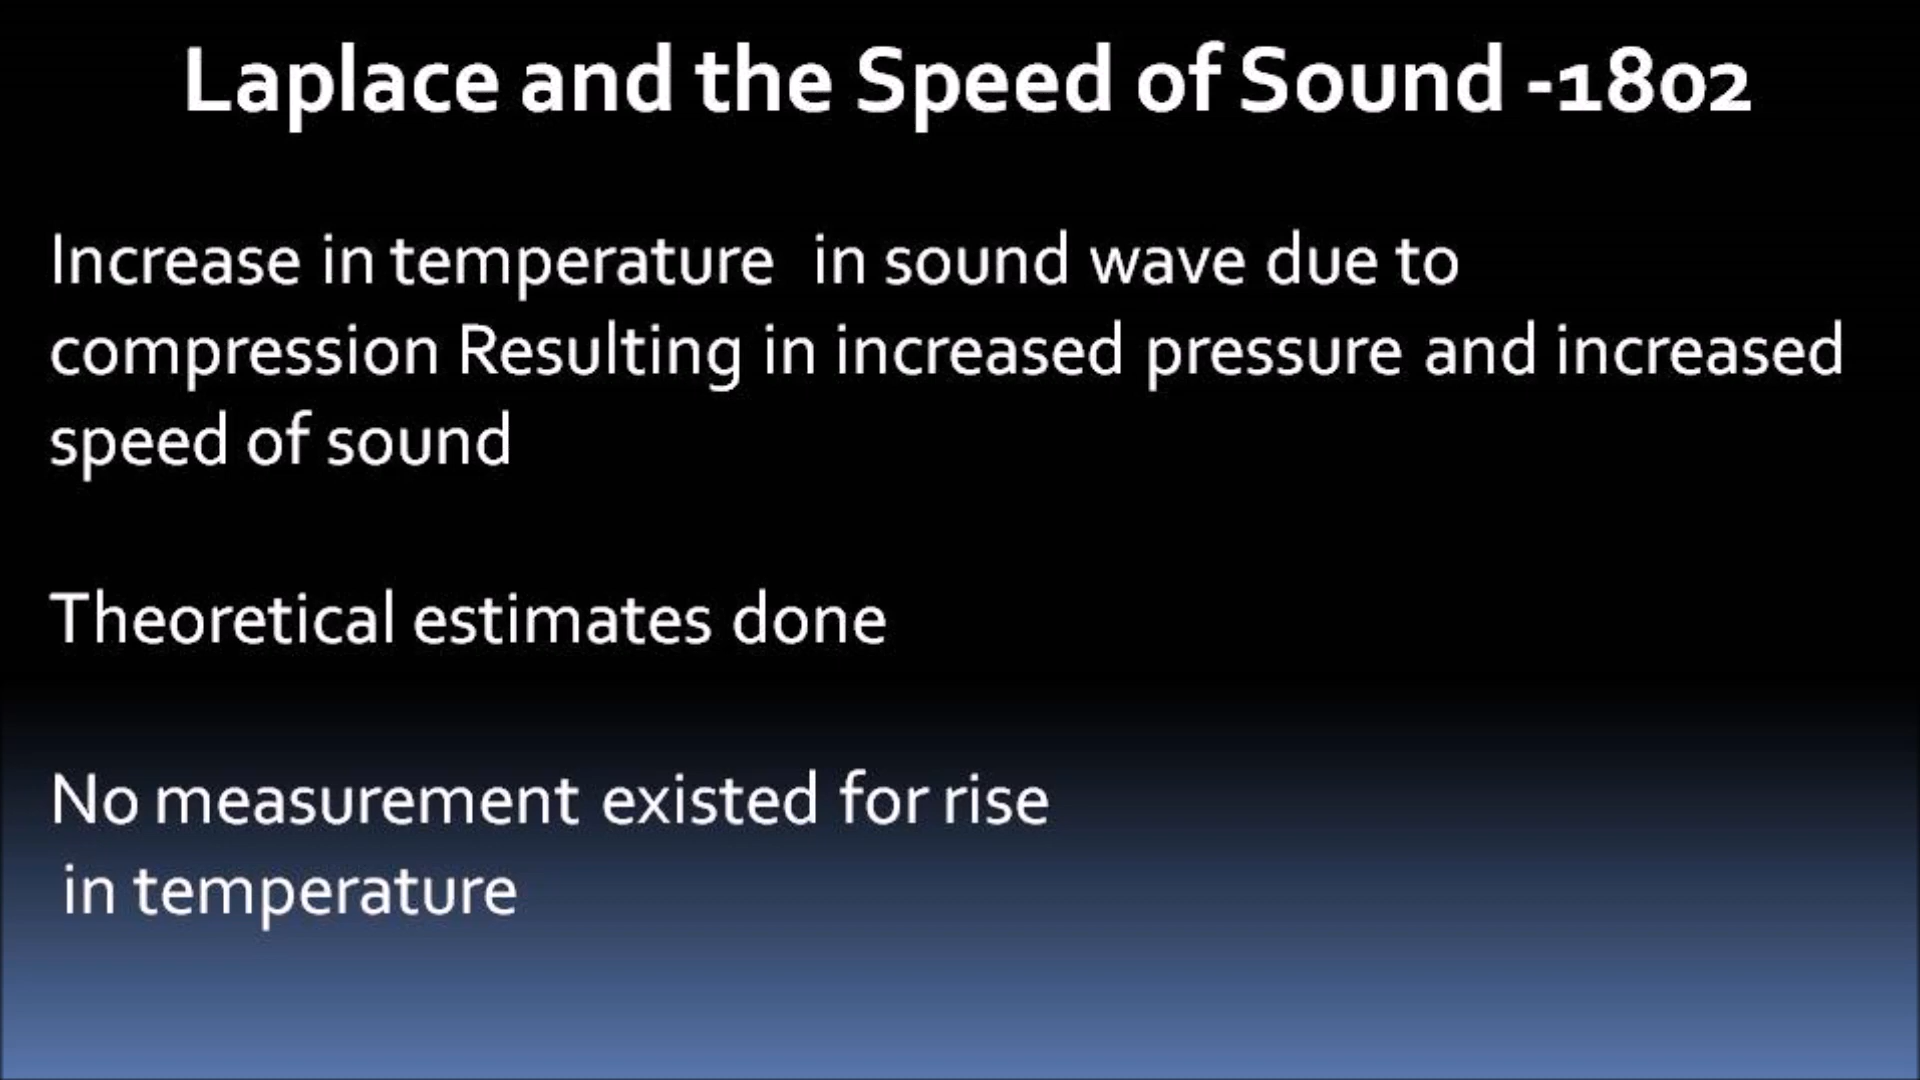 Laplace and the Speed of Sound -1802
Increase in temperature in sound wave due to
compression Resulting in increased pressure and increased
speed of sound
Theoretical estimates done
No measurement existed for rise
in temperature